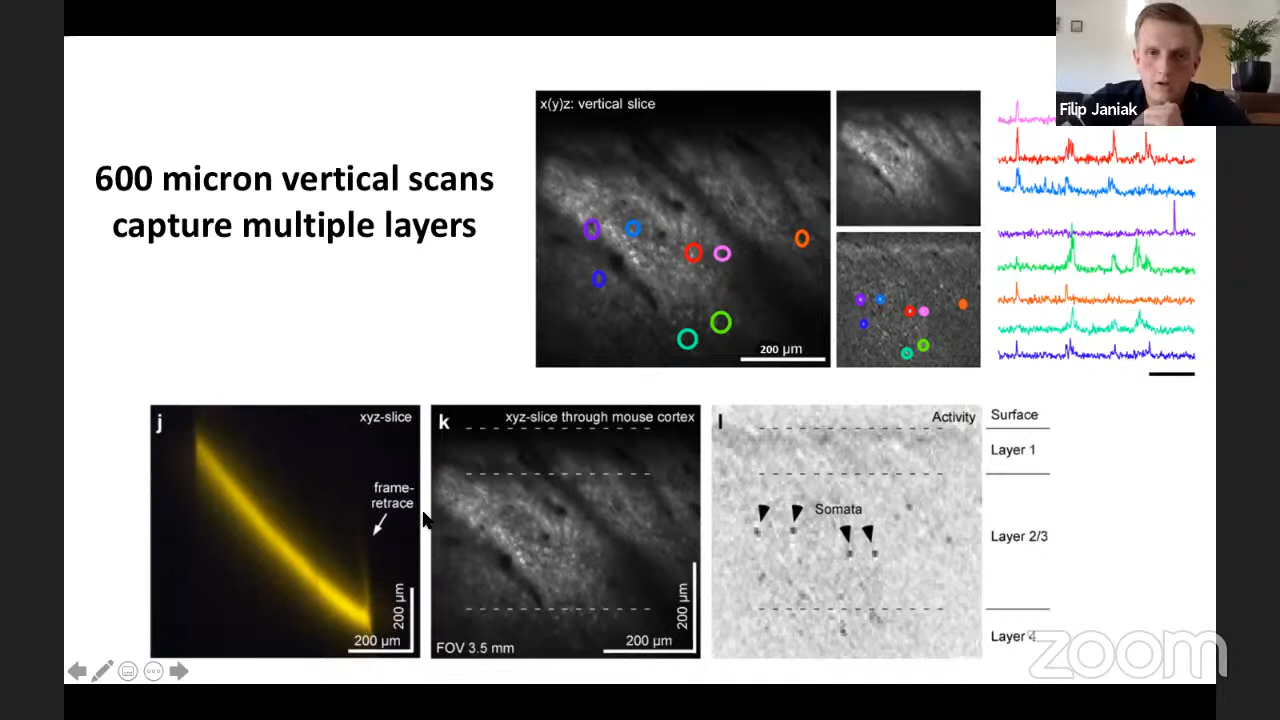 Filip Janiak
600 micron vertical scans
capture multiple layers
x(y)z: vertical slice
200 µm
j
xyz-slice
frame-
retrace
200 µm
200 µm
k
xyz-slice through mouse cortex
200 µm
FOV 3.5 mm
200 µm
l
Activity
Somata
Surface
Layer 1
Layer 2/3
Layer 4
zoom